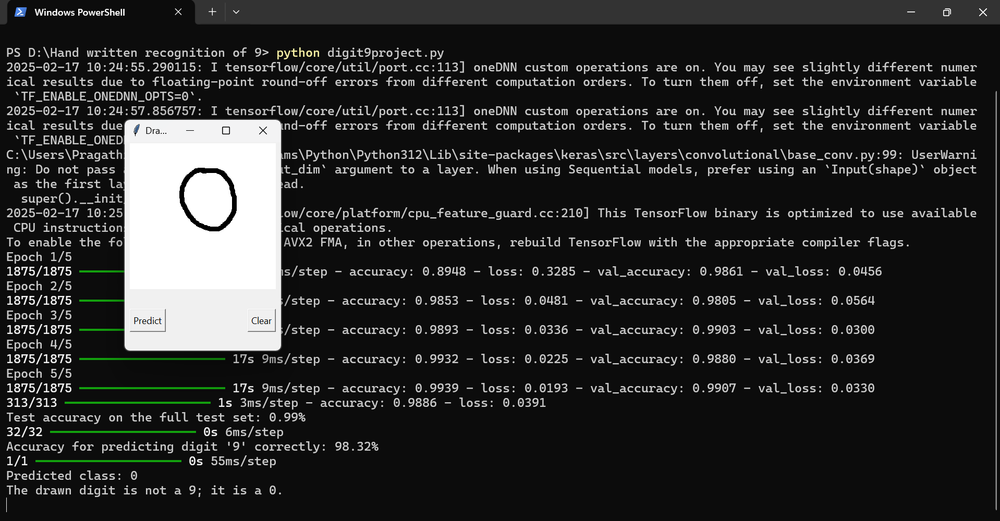 Windows PowerShell
PS D:\Hand written recognition of 9> python digit9project.py
2025-02-17 10:24:55.290115: I tensorflow/core/util/port.cc:113] oneDNN custom operations are on. You may see slightly different numer
ical results due to floating-point round-off errors from different computation orders. To turn them off, set the environment variable
`TF_ENABLE_ONEDNN_OPTS=0`.
2025-02-17 10:24:57.856757: I tensorflow/core/util/port.cc:113] oneDNN custom operations are on. You may see slightly different numer
ical results due nd-off errors from different computation orders. To turn them off, set the environment variable
`TF_ENABLE_ONED
C:\Users\Pragath ms\Python\Python312\Lib\site-packages\keras\src\layers\convolutional\base_conv.py:99: UserWarni
ng: Do not pass t_dim` argument to a layer. When using Sequential models, prefer using an `Input(shape)` object
as the first la ead.
super().__init
2025-02-17 10:25 low/core/platform/cpu_feature_guard.cc:210] This TensorFlow binary is optimized to use available
CPU instruction ical operations.
To enable the fo AVX2 FMA, in other operations, rebuild TensorFlow with the appropriate compiler flags.
Epoch 1/5
1875/1875 s/step - accuracy: 0.8948 - loss: 0.3285 - val_accuracy: 0.9861 - val_loss: 0.0456
Epoch 2/5
1875/1875 /step - accuracy: 0.9853 - loss: 0.0481 - val_accuracy: 0.9805 - val_loss: 0.0564
Epoch 3/5
1875/1875 /step - accuracy: 0.9893 - loss: 0.0336 - val_accuracy: 0.9903 - val_loss: 0.0300
Epoch 4/5
1875/1875 17s 9ms/step - accuracy: 0.9932 - loss: 0.0225 - val_accuracy: 0.9880 - val_loss: 0.0369
Epoch 5/5
1875/1875 17s 9ms/step - accuracy: 0.9939 - loss: 0.0193 - val_accuracy: 0.9907 - val_loss: 0.0330
313/313 1s 3ms/step - accuracy: 0.9886 - loss: 0.0391
Test accuracy on the full test set: 0.99%
32/32 0s 6ms/step
Accuracy for predicting digit '9' correctly: 98.32%
1/1 0s 55ms/step
Predicted class: 0
The drawn digit is not a 9; it is a 0.
Dra...
Predict
Clear